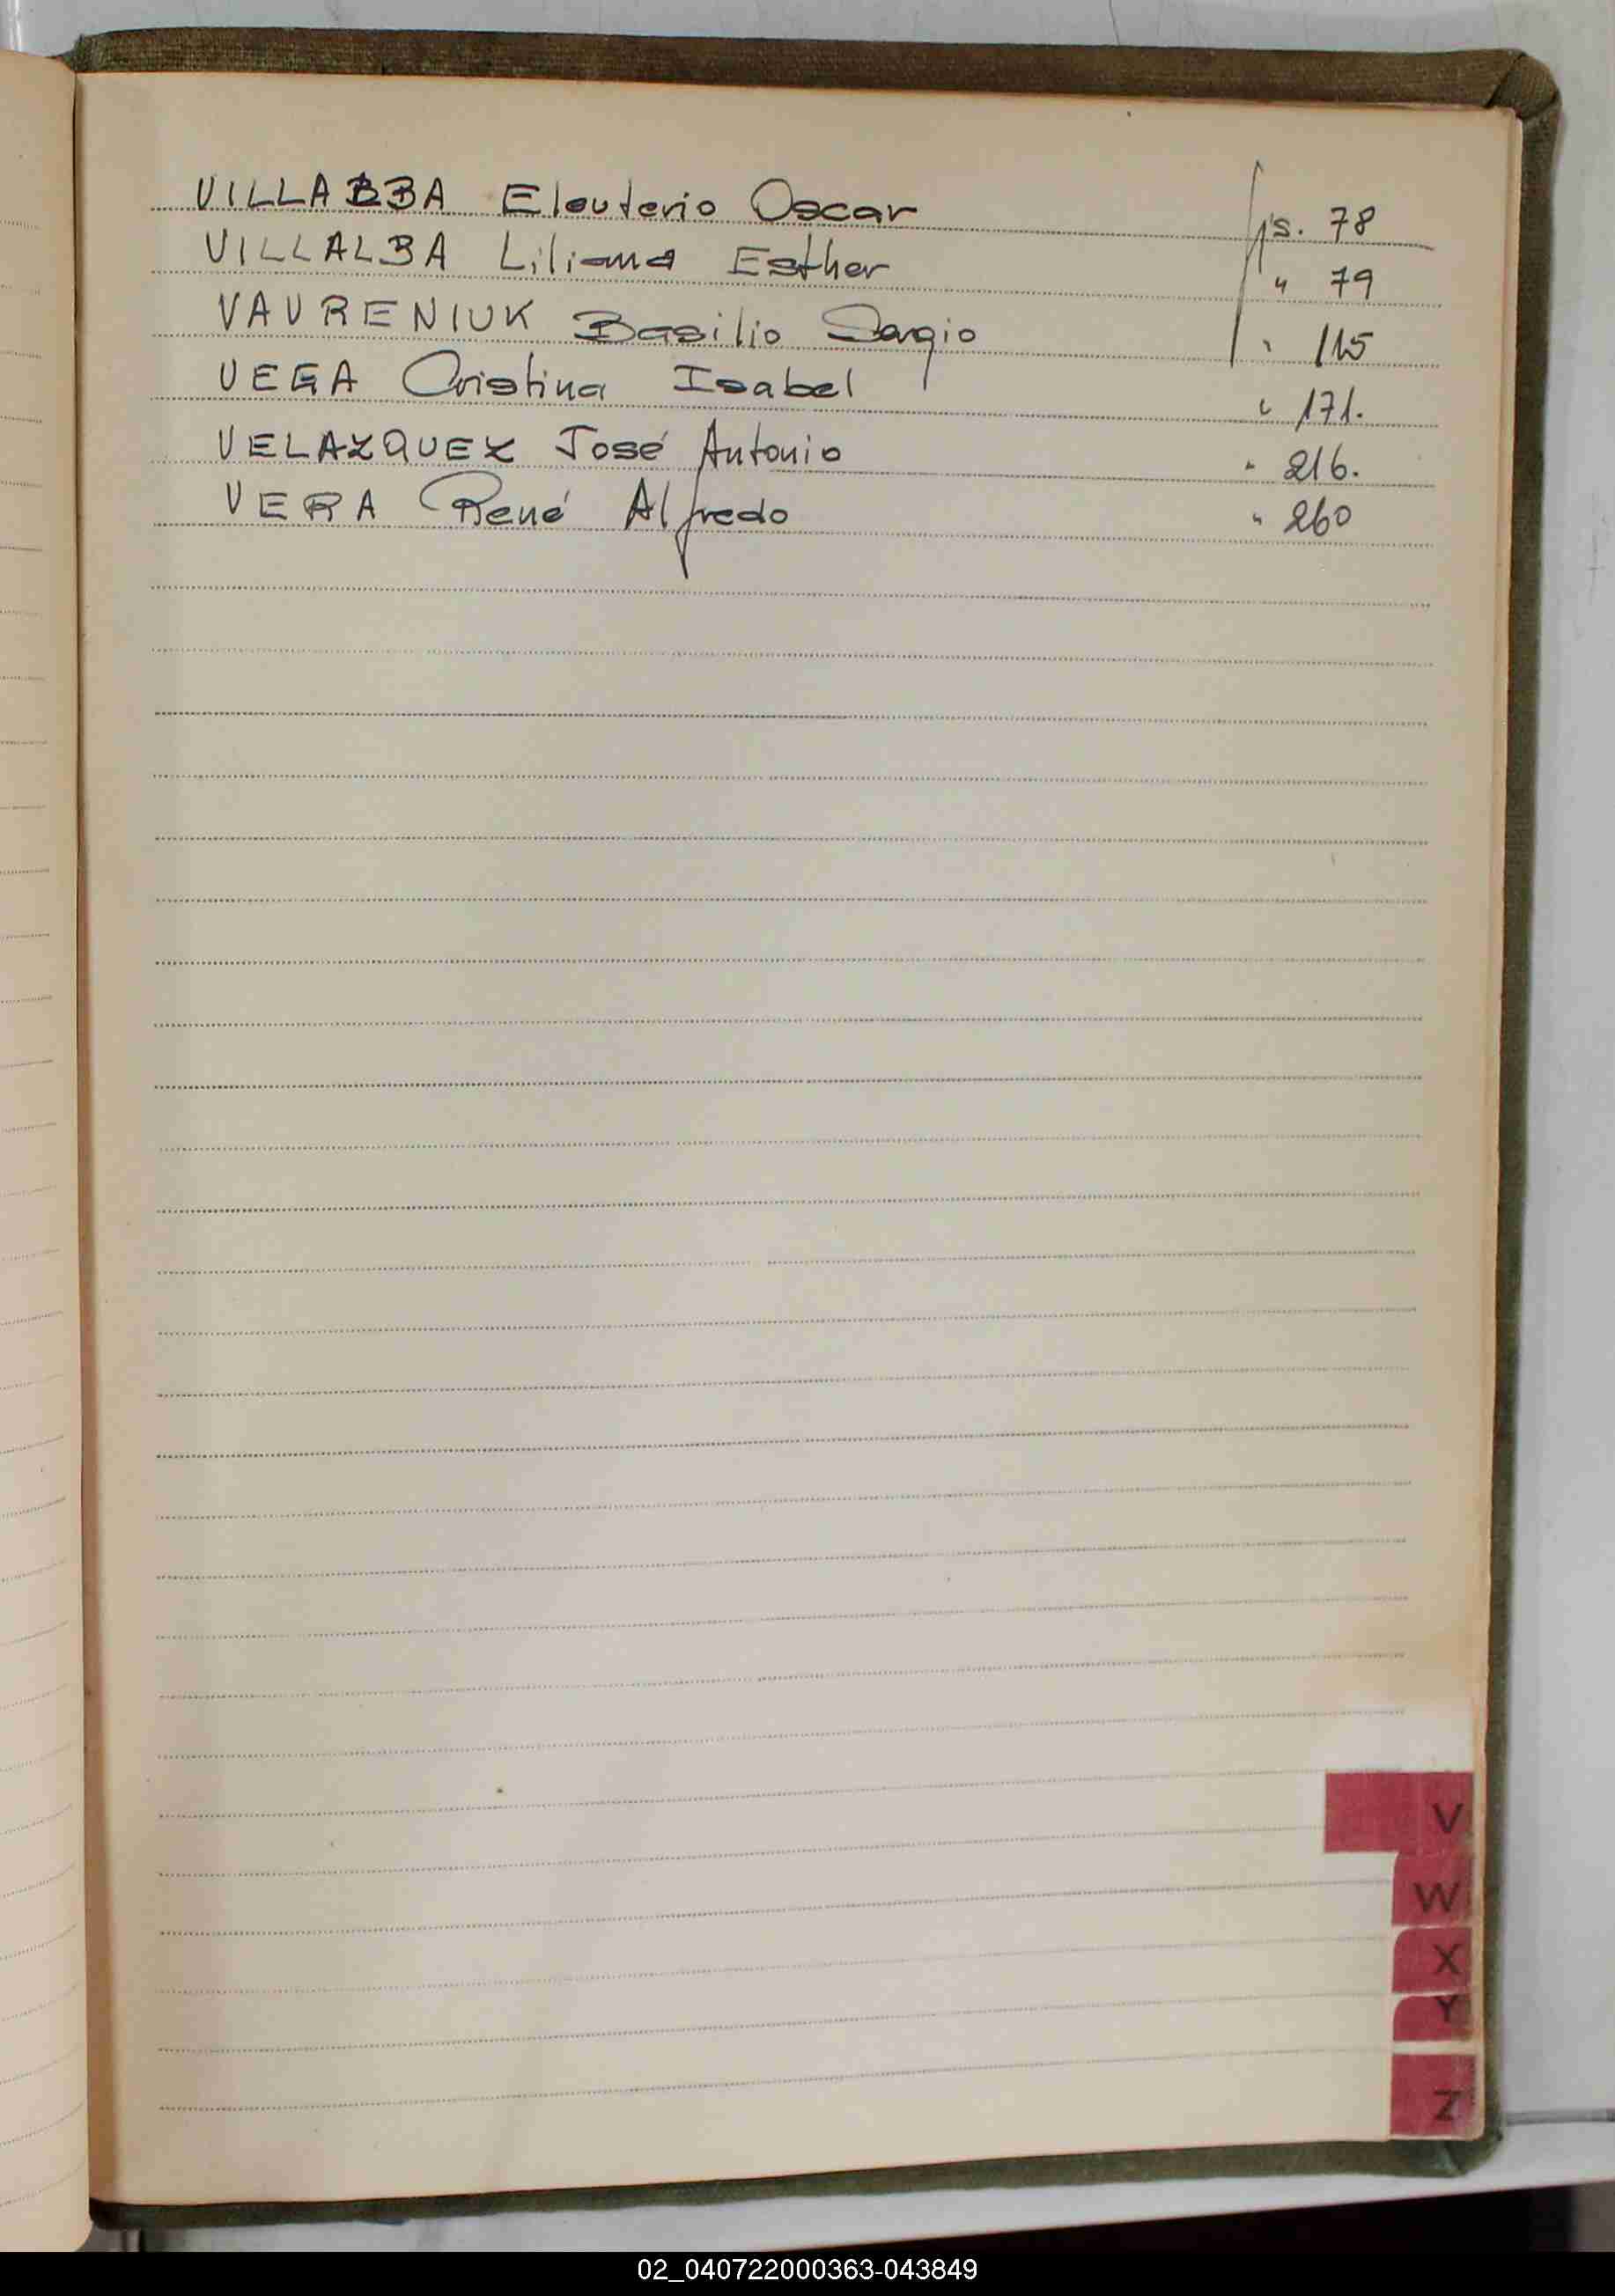 VILLABBA Eleuterio Oscar fjs. 78
VILLALBA Liliana Esther " 79
VAVRENIUK Basilio Sergio " 115
VEGA Cristina Isabel " 171.
VELAZQUEZ José Antonio " 216.
VERA René Alfredo " 260
V
W
X
Y
Z
02_040722000363-043849